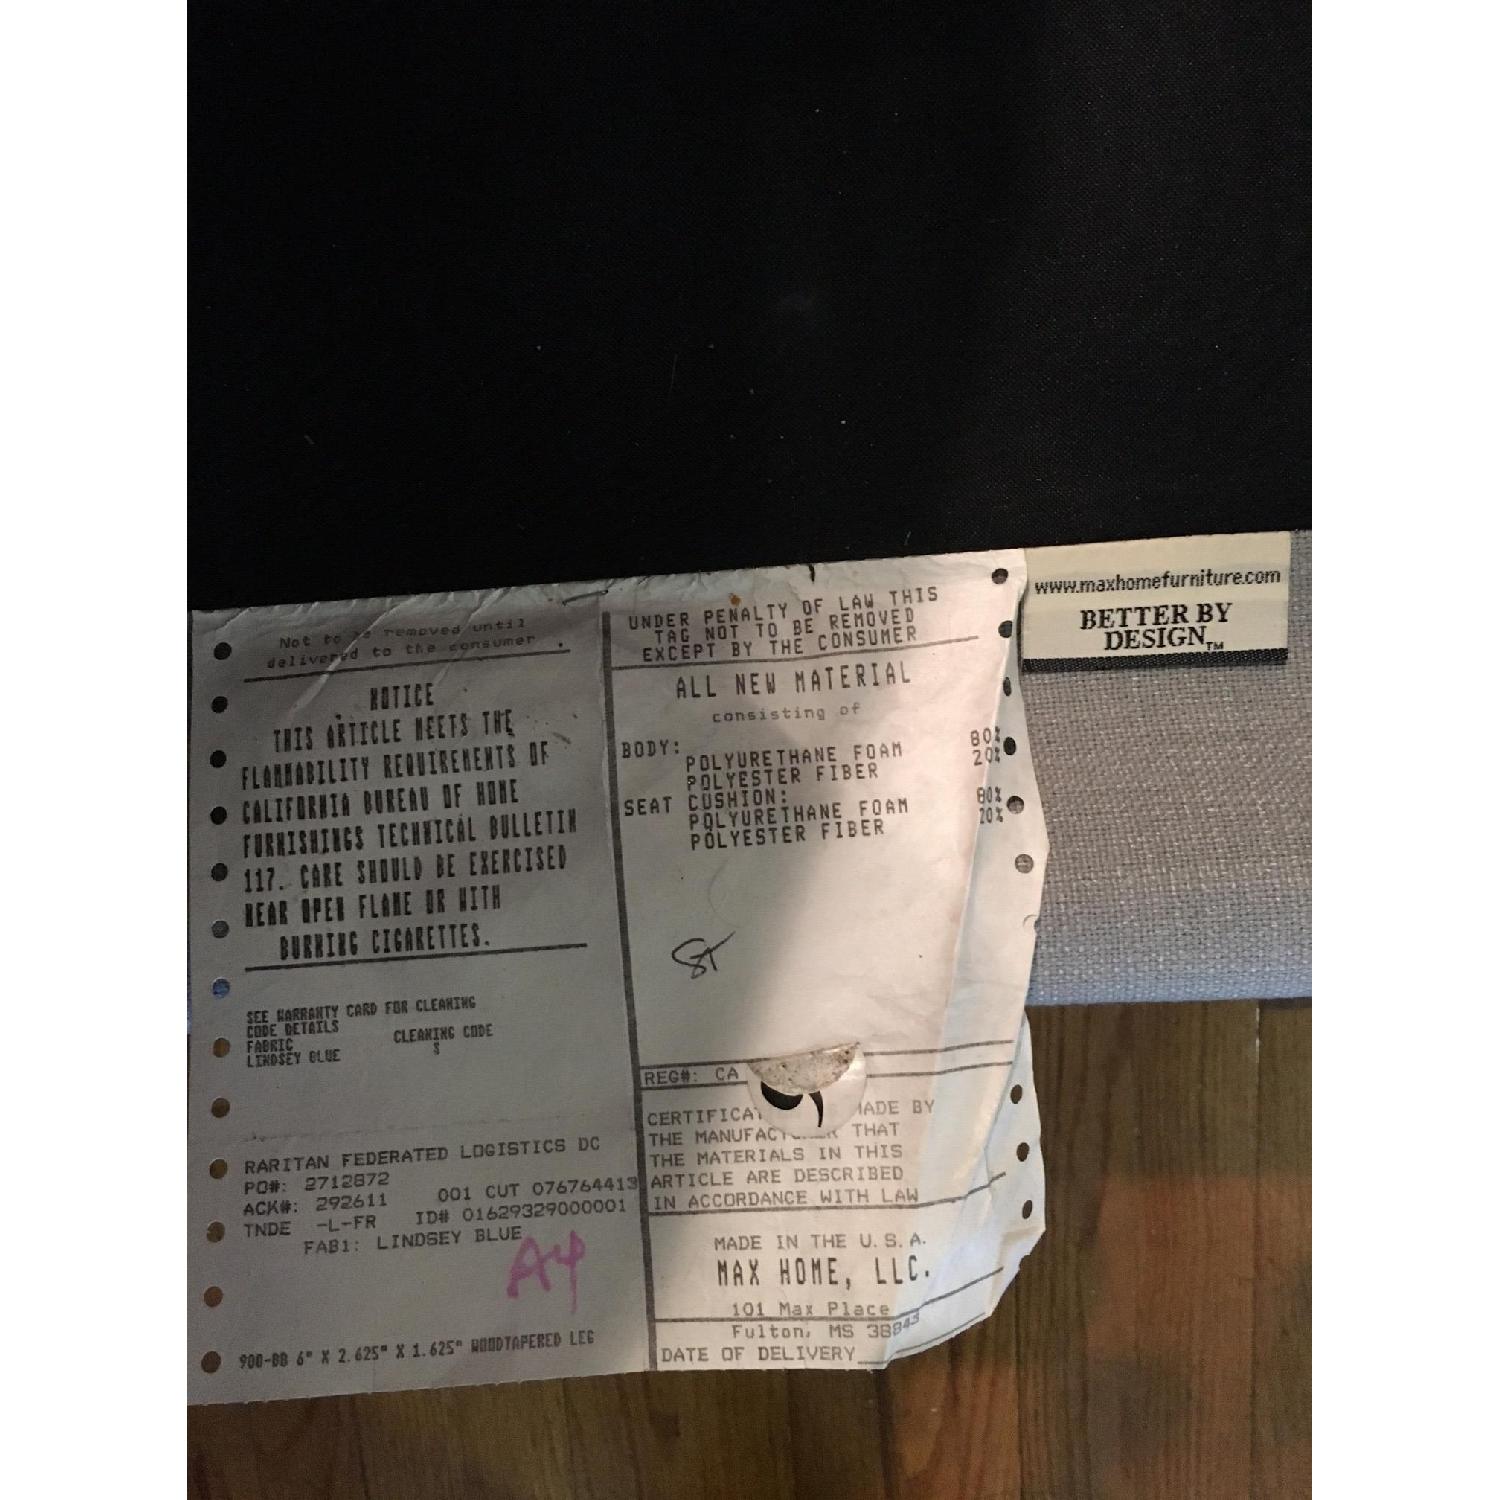 Not to be removed until
delivered to the consumer.
NOTICE
THIS ARTICLE MEETS THE
FLAMMABILITY REQUIREMENTS OF
CALIFORNIA BUREAU OF HOME
FURNISHINGS TECHNICAL BULLETIN
117. CARE SHOULD BE EXERCISED
NEAR OPEN FLAME OR WITH
BURNING CIGARETTES.
SEE WARRANTY CARD FOR CLEANING
CODE DETAILS
FABRIC CLEANING CODE
LINDSEY BLUE S
RARITAN FEDERATED LOGISTICS DC
PO#: 2712872
ACK#: 292611 001 CUT 076764413
TNDE -L-FR ID# 01629329000001
FAB1: LINDSEY BLUE
A4
900-BB 6" X 2.625" X 1.625" WOODTAPERED LEG
UNDER PENALTY OF LAW THIS
TAG NOT TO BE REMOVED
EXCEPT BY THE CONSUMER
ALL NEW MATERIAL
consisting of
BODY:
POLYURETHANE FOAM 80%
POLYESTER FIBER 20%
SEAT CUSHION:
POLYURETHANE FOAM 80%
POLYESTER FIBER 20%
REG#: CA
MADE BY
THE THAT
THE MATERIALS IN THIS
ARTICLE ARE DESCRIBED
IN ACCORDANCE WITH LAW
MADE IN THE U.S.A.
MAX HOME, LLC.
101 Max Place
Fulton, MS 38843
DATE OF DELIVERY
www.maxhomefurniture.com
BETTER BY
DESIGN™